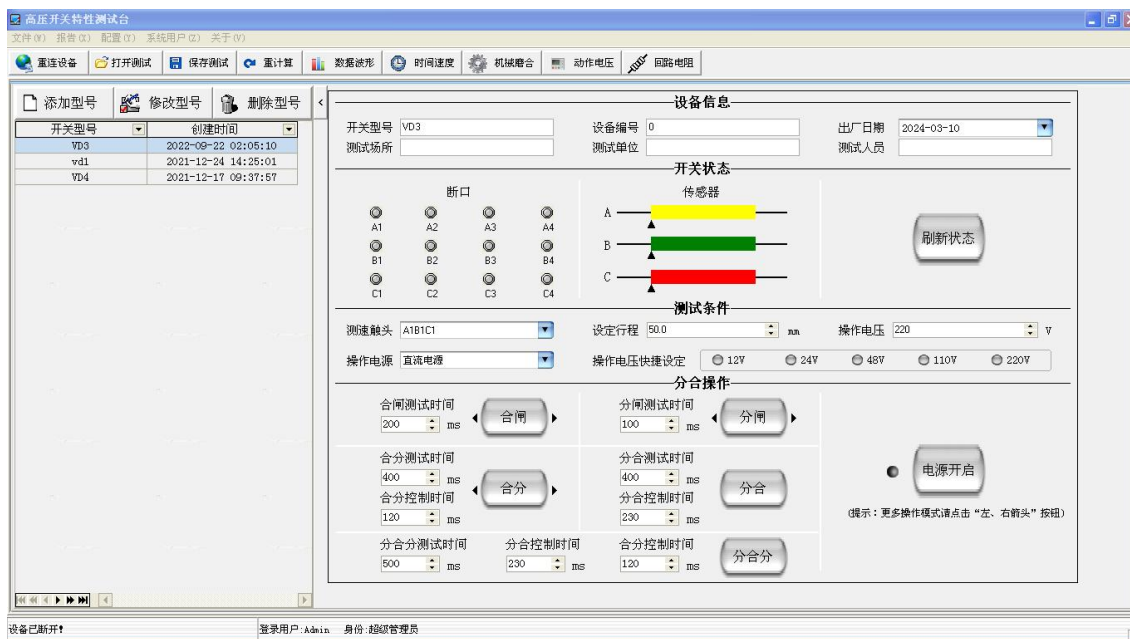 高压开关特性测试台
文件(W) 报告(X) 配置(Y) 系统用户(Z) 关于(V)
重连设备 打开测试 保存测试 重计算 数据波形 时间速度 机械磨合 动作电压 回路电阻
添加型号 修改型号 删除型号
开关型号 创建时间
VD3 2022-09-22 02:05:10
vd1 2021-12-24 14:25:01
VD4 2021-12-17 09:37:57
设备信息
开关型号 VD3 设备编号 0 出厂日期 2024-03-10
测试场所 测试单位 测试人员
开关状态
断口 传感器
A1 A2 A3 A4 A
B1 B2 B3 B4 B
C1 C2 C3 C4 C
刷新状态
测试条件
测速触头 A1B1C1 设定行程 50.0 mm 操作电压 220 V
操作电源 直流电源 操作电压快捷设定 12V 24V 48V 110V 220V
分合操作
合闸测试时间 分闸测试时间
200 ms 合闸 100 ms 分闸
合分测试时间 分合测试时间
400 ms 合分 400 ms 分合
合分控制时间 分合控制时间
120 ms 230 ms
电源开启
(提示:更多操作模式请点击“左、右箭头”按钮)
分合分测试时间 分合控制时间 合分控制时间
500 ms 230 ms 120 ms 分合分
设备已断开! 登录用户:Admin 身份:超级管理员